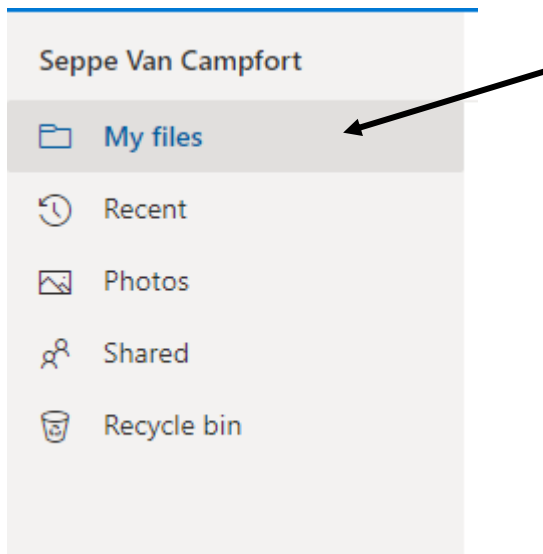 Seppe Van Campfort
My files
Recent
Photos
Shared
Recycle bin